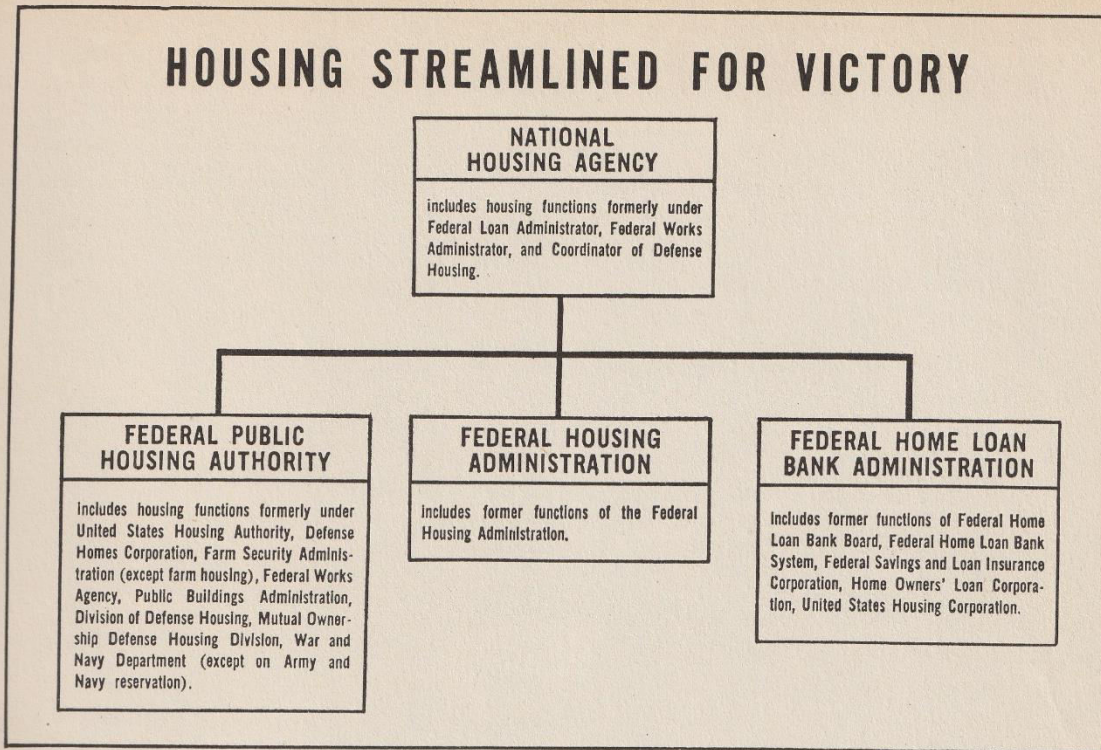 HOUSING STREAMLINED FOR VICTORY
NATIONAL
HOUSING AGENCY
includes housing functions formerly under
Federal Loan Administrator, Federal Works
Administrator, and Coordinator of Defense
Housing.
FEDERAL PUBLIC
HOUSING AUTHORITY
includes housing functions formerly under
United States Housing Authority, Defense
Homes Corporation, Farm Security Adminis-
tration (except farm housing), Federal Works
Agency, Public Buildings Administration,
Division of Defense Housing, Mutual Owner-
ship Defense Housing Division, War and
Navy Department (except on Army and
Navy reservation).
FEDERAL HOUSING
ADMINISTRATION
includes former functions of the Federal
Housing Administration.
FEDERAL HOME LOAN
BANK ADMINISTRATION
includes former functions of Federal Home
Loan Bank Board, Federal Home Loan Bank
System, Federal Savings and Loan Insurance
Corporation, Home Owners' Loan Corpora-
tion, United States Housing Corporation.